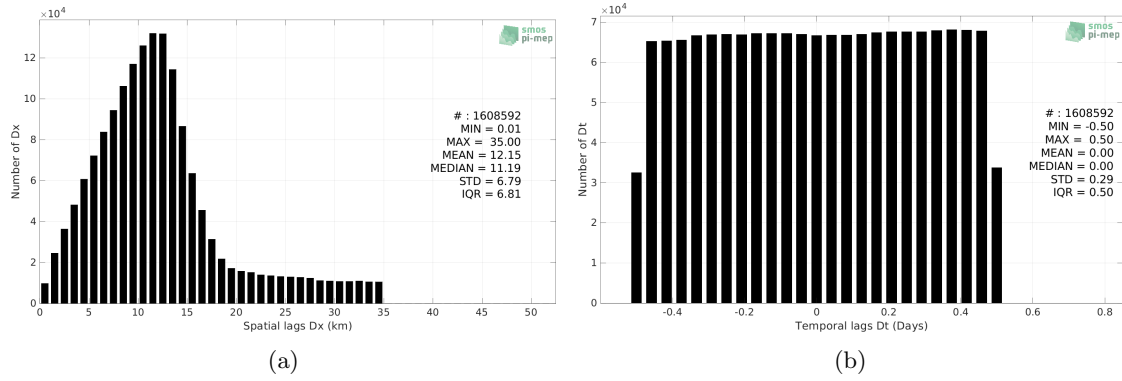 ×10⁴
12
10
8
6
4
2
0
Number of Dx
0 5 10 15 20 25 30 35 40 45 50
Spatial lags Dx (km)
smos
pi-mep
# : 1608592
MIN = 0.01
MAX = 35.00
MEAN = 12.15
MEDIAN = 11.19
STD = 6.79
IQR = 6.81
(a)
×10⁴
7
6
5
4
3
2
1
0
Number of Dt
-0.4 -0.2 0 0.2 0.4 0.6 0.8
Temporal lags Dt (Days)
smos
pi-mep
# : 1608592
MIN = -0.50
MAX = 0.50
MEAN = 0.00
MEDIAN = 0.00
STD = 0.29
IQR = 0.50
(b)